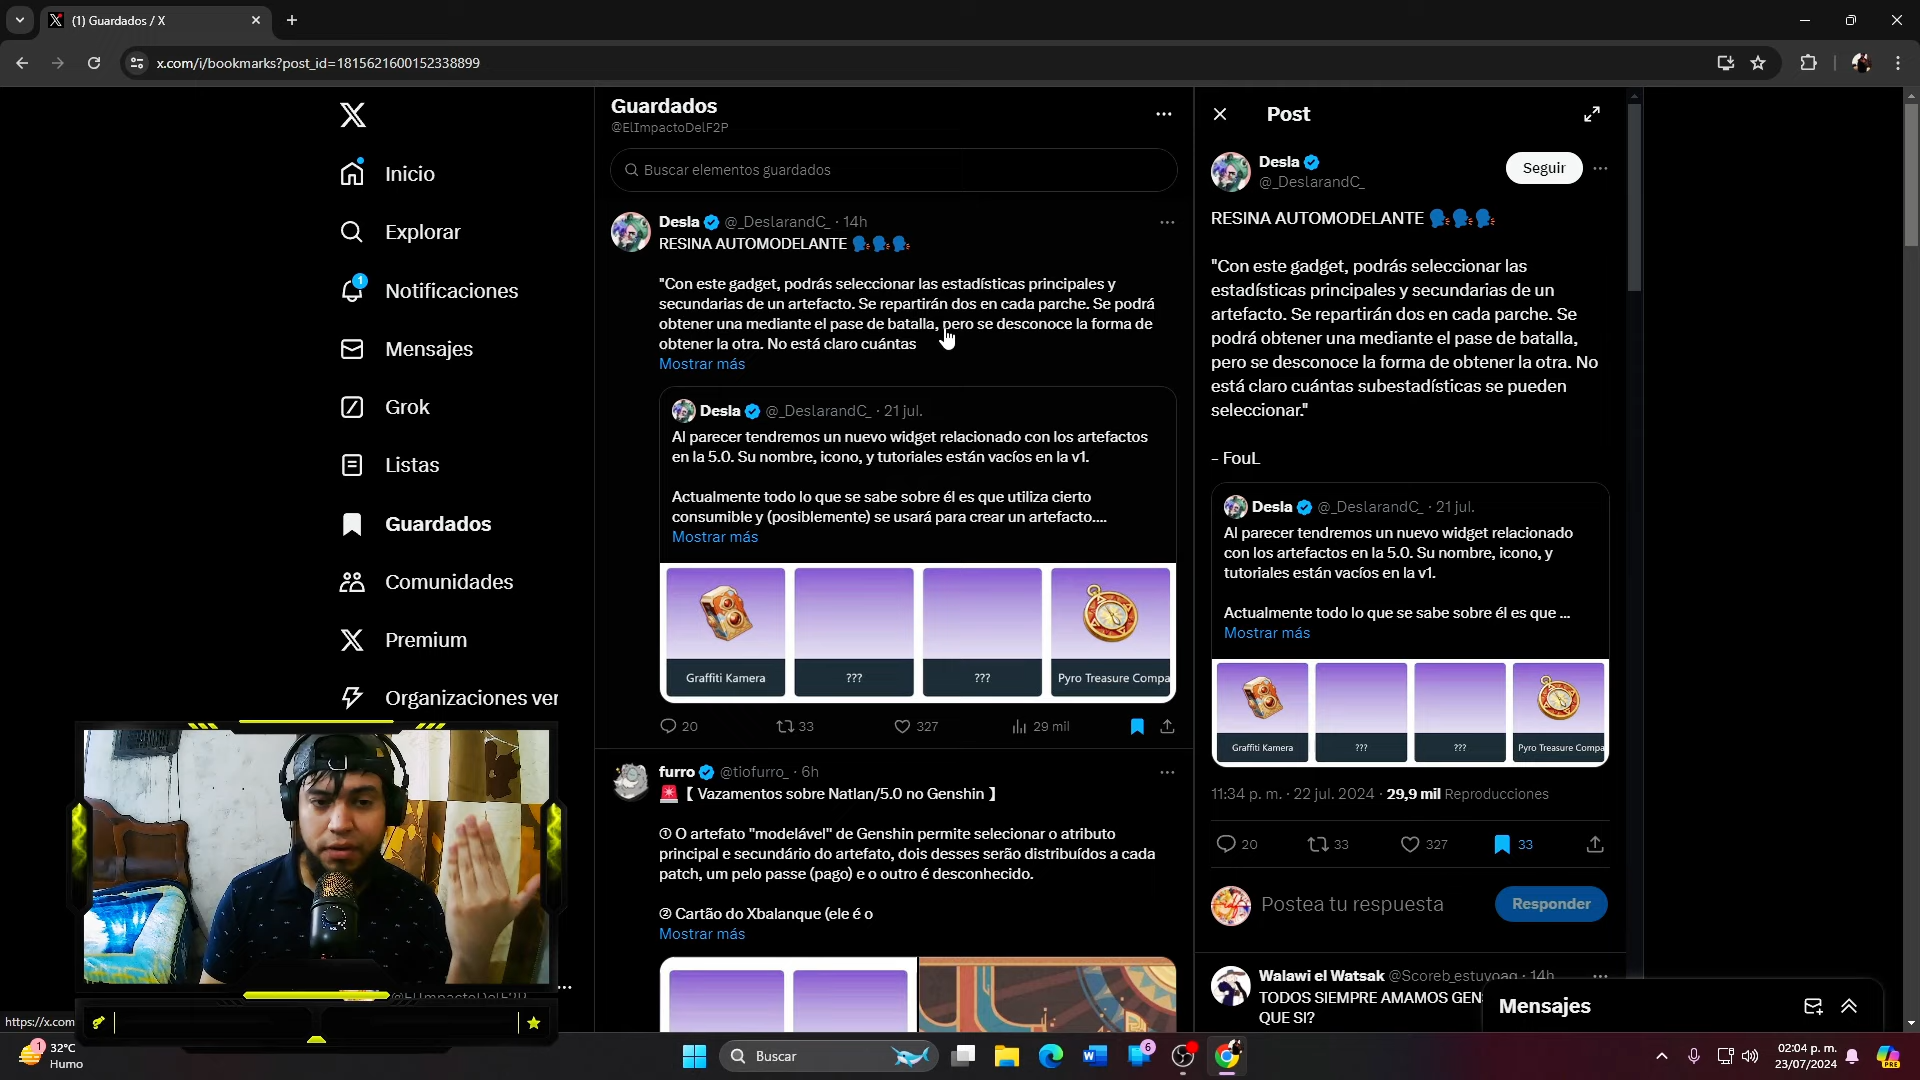 (1) Guardados / X
x.com/i/bookmarks?post_id=1815621600152338899
Inicio
Explorar
1
Notificaciones
Mensajes
Grok
Listas
Guardados
Comunidades
Premium
Organizaciones ver
Guardados
@ElImpactoDelF2P
Buscar elementos guardados
Desla @_DeslarandC_ · 14h
RESINA AUTOMODELANTE
"Con este gadget, podrás seleccionar las estadísticas principales y
secundarias de un artefacto. Se repartirán dos en cada parche. Se podrá
obtener una mediante el pase de batalla, pero se desconoce la forma de
obtener la otra. No está claro cuántas
Mostrar más
Desla @_DeslarandC_ · 21 jul.
Al parecer tendremos un nuevo widget relacionado con los artefactos
en la 5.0. Su nombre, icono, y tutoriales están vacíos en la v1.
Actualmente todo lo que se sabe sobre él es que utiliza cierto
consumible y (posiblemente) se usará para crear un artefacto....
Mostrar más
Graffiti Kamera ??? ??? Pyro Treasure Compa
20 33 327 29 mil
furro @tiofurro_ · 6h
【 Vazamentos sobre Natlan/5.0 no Genshin 】
① O artefato "modelável" de Genshin permite selecionar o atributo
principal e secundário do artefato, dois desses serão distribuídos a cada
patch, um pelo passe (pago) e o outro é desconhecido.
② Cartão do Xbalanque (ele é o
Mostrar más
Post
Desla
@_DeslarandC_
Seguir
RESINA AUTOMODELANTE
"Con este gadget, podrás seleccionar las
estadísticas principales y secundarias de un
artefacto. Se repartirán dos en cada parche. Se
podrá obtener una mediante el pase de batalla,
pero se desconoce la forma de obtener la otra. No
está claro cuántas subestadísticas se pueden
seleccionar."
- FouL
Desla @_DeslarandC_ · 21 jul.
Al parecer tendremos un nuevo widget relacionado
con los artefactos en la 5.0. Su nombre, icono, y
tutoriales están vacíos en la v1.
Actualmente todo lo que se sabe sobre él es que ...
Mostrar más
Graffiti Kamera ??? ??? Pyro Treasure Compa
11:34 p. m. · 22 jul. 2024 · 29,9 mil Reproducciones
20 33 327 33
Postea tu respuesta
Responder
Walawi el Watsak @Scoreb_estuvoag · 14h
TODOS SIEMPRE AMAMOS GEN
QUE SI?
Mensajes
https://x.com
1
32°C
Humo
Buscar
6
02:04 p. m.
23/07/2024
PRE